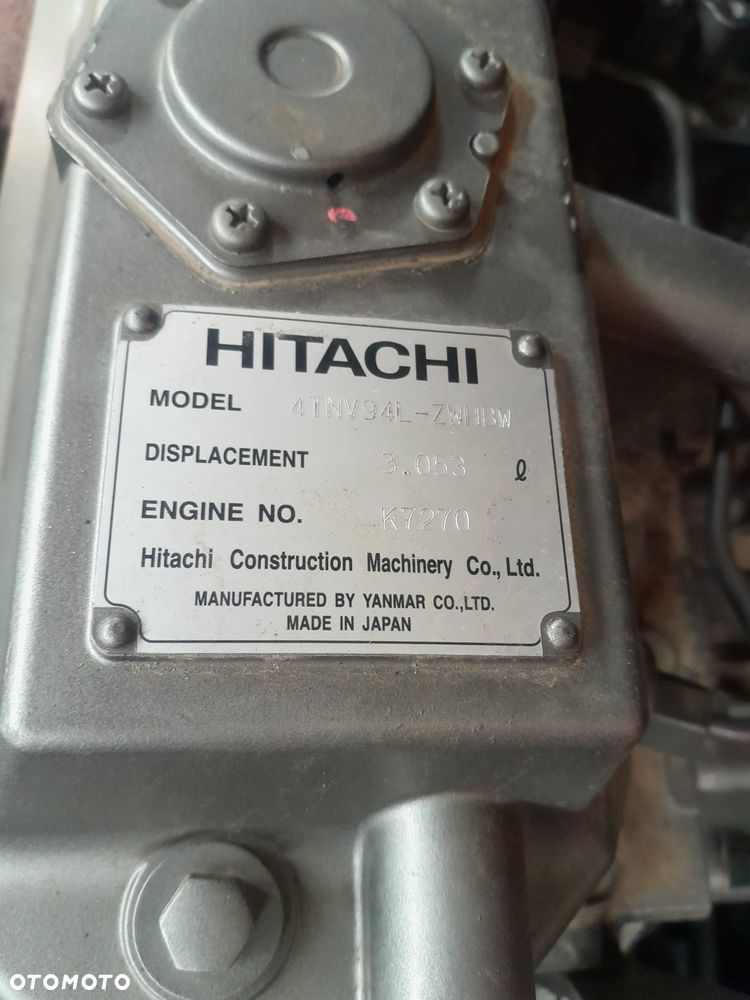 HITACHI
MODEL 4TNV94L-ZWHBW
DISPLACEMENT 3.053 ℓ
ENGINE NO. K7270
Hitachi Construction Machinery Co., Ltd.
MANUFACTURED BY YANMAR CO.,LTD.
MADE IN JAPAN
OTOMOTO